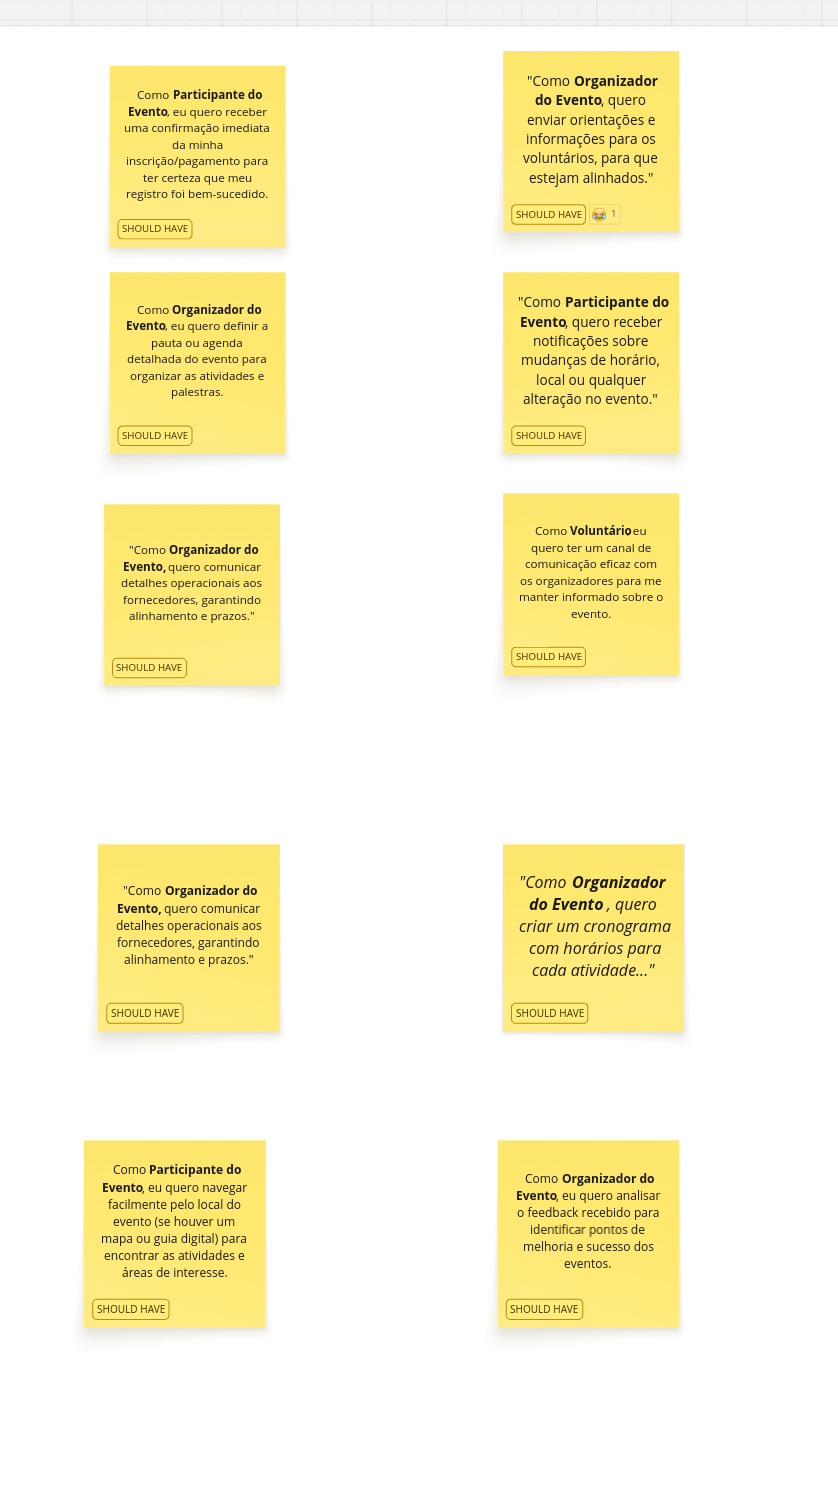 Como Participante do
Evento, eu quero receber
uma confirmação imediata
da minha
inscrição/pagamento para
ter certeza que meu
registro foi bem-sucedido.
SHOULD HAVE
"Como Organizador
do Evento, quero
enviar orientações e
informações para os
voluntários, para que
estejam alinhados."
SHOULD HAVE
1
Como Organizador do
Evento, eu quero definir a
pauta ou agenda
detalhada do evento para
organizar as atividades e
palestras.
SHOULD HAVE
"Como Participante do
Evento, quero receber
notificações sobre
mudanças de horário,
local ou qualquer
alteração no evento."
SHOULD HAVE
"Como Organizador do
Evento, quero comunicar
detalhes operacionais aos
fornecedores, garantindo
alinhamento e prazos."
SHOULD HAVE
Como Voluntário eu
quero ter um canal de
comunicação eficaz com
os organizadores para me
manter informado sobre o
evento.
SHOULD HAVE
"Como Organizador do
Evento, quero comunicar
detalhes operacionais aos
fornecedores, garantindo
alinhamento e prazos."
SHOULD HAVE
"Como Organizador
do Evento , quero
criar um cronograma
com horários para
cada atividade..."
SHOULD HAVE
Como Participante do
Evento, eu quero navegar
facilmente pelo local do
evento (se houver um
mapa ou guia digital) para
encontrar as atividades e
áreas de interesse.
SHOULD HAVE
Como Organizador do
Evento, eu quero analisar
o feedback recebido para
identificar pontos de
melhoria e sucesso dos
eventos.
SHOULD HAVE